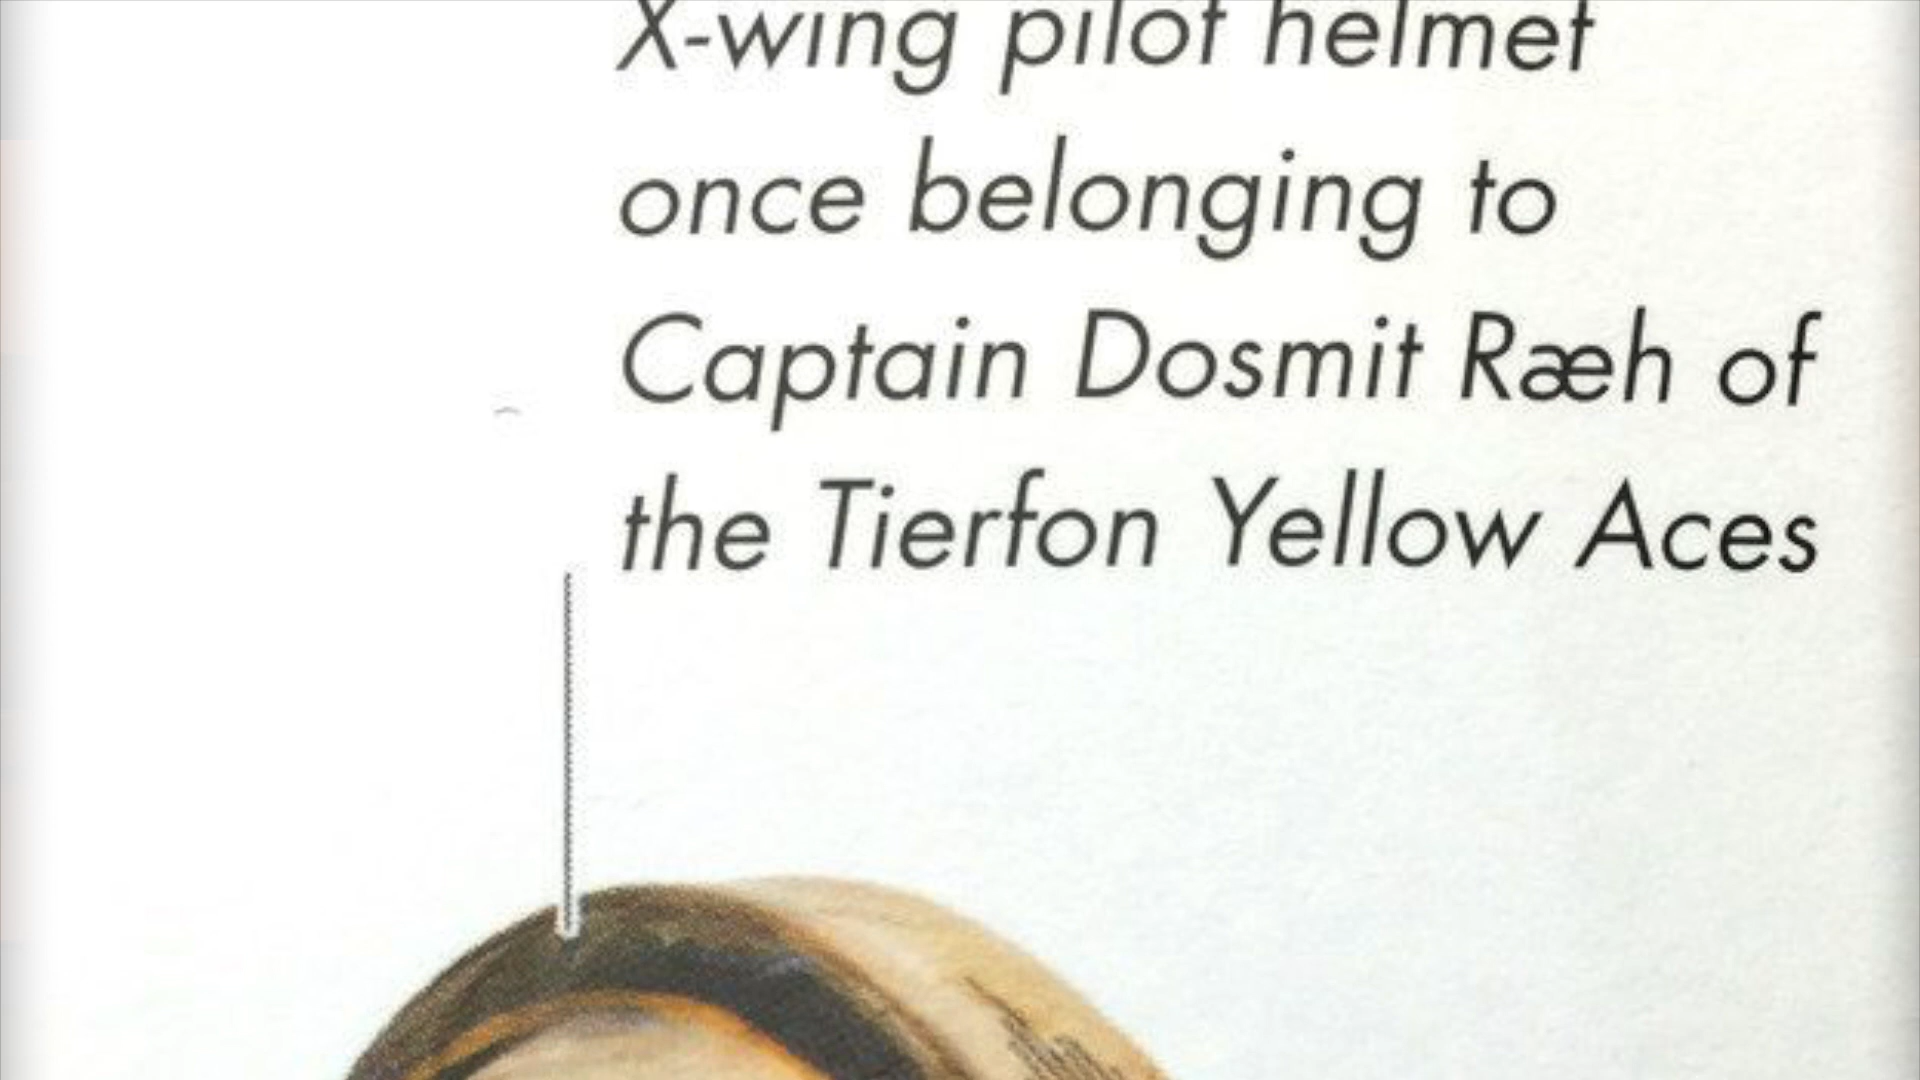 X-wing pilot helmet
once belonging to
Captain Dosmit Ræh of
the Tierfon Yellow Aces